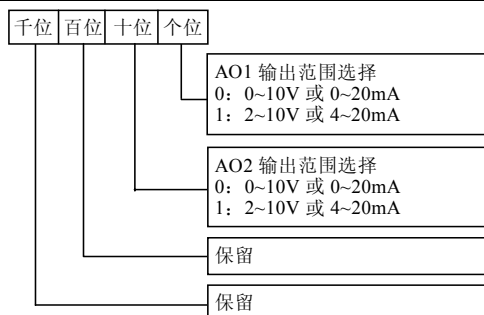 千位 百位 十位 个位
AO1 输出范围选择
0：0~10V 或 0~20mA
1：2~10V 或 4~20mA
AO2 输出范围选择
0：0~10V 或 0~20mA
1：2~10V 或 4~20mA
保留
保留